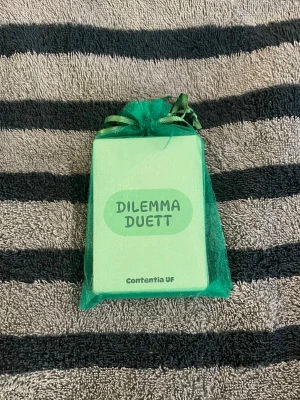 DILEMMA
DUETT
Contentia UF